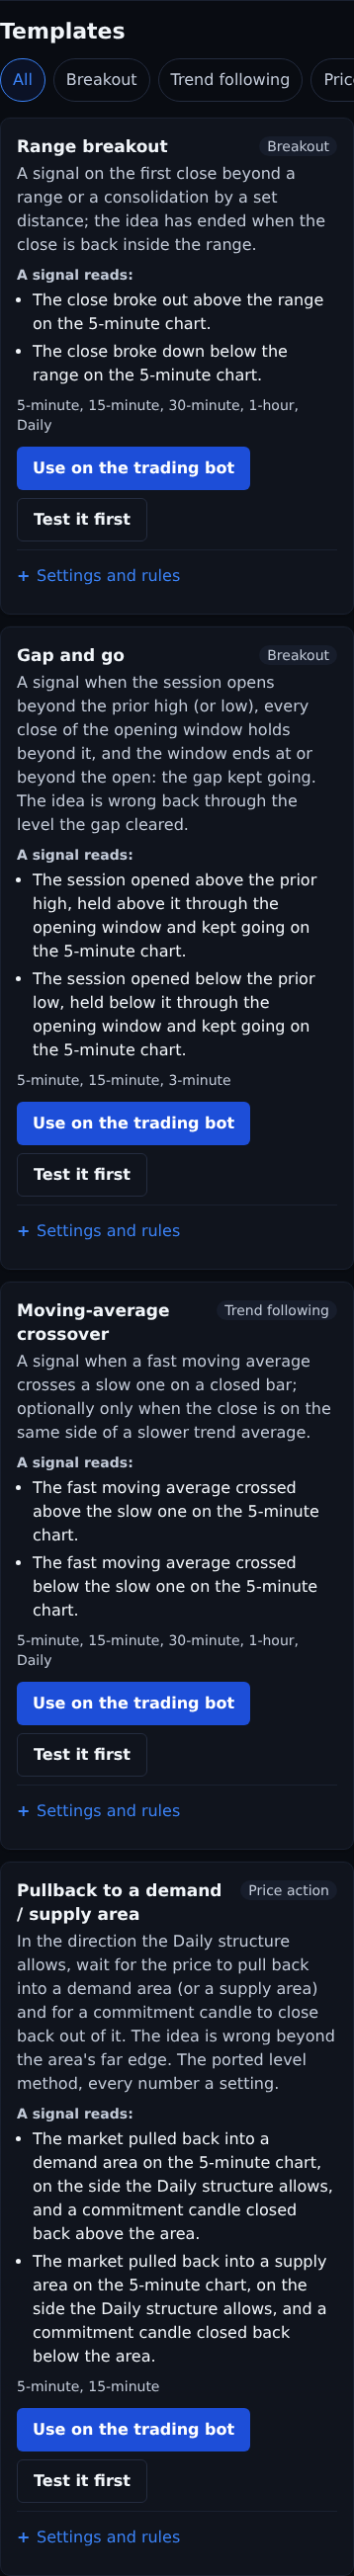 Templates
All
Breakout
Trend following
Pric
Range breakout
Breakout
A signal on the first close beyond a
range or a consolidation by a set
distance; the idea has ended when the
close is back inside the range.
A signal reads:
• The close broke out above the range
on the 5-minute chart.
• The close broke down below the
range on the 5-minute chart.
5-minute, 15-minute, 30-minute, 1-hour,
Daily
Use on the trading bot
Test it first
+ Settings and rules
Gap and go
Breakout
A signal when the session opens
beyond the prior high (or low), every
close of the opening window holds
beyond it, and the window ends at or
beyond the open: the gap kept going.
The idea is wrong back through the
level the gap cleared.
A signal reads:
• The session opened above the prior
high, held above it through the
opening window and kept going on
the 5-minute chart.
• The session opened below the prior
low, held below it through the
opening window and kept going on
the 5-minute chart.
5-minute, 15-minute, 3-minute
Use on the trading bot
Test it first
+ Settings and rules
Moving-average
crossover
Trend following
A signal when a fast moving average
crosses a slow one on a closed bar;
optionally only when the close is on the
same side of a slower trend average.
A signal reads:
• The fast moving average crossed
above the slow one on the 5-minute
chart.
• The fast moving average crossed
below the slow one on the 5-minute
chart.
5-minute, 15-minute, 30-minute, 1-hour,
Daily
Use on the trading bot
Test it first
+ Settings and rules
Pullback to a demand
/ supply area
Price action
In the direction the Daily structure
allows, wait for the price to pull back
into a demand area (or a supply area)
and for a commitment candle to close
back out of it. The idea is wrong beyond
the area's far edge. The ported level
method, every number a setting.
A signal reads:
• The market pulled back into a
demand area on the 5-minute chart,
on the side the Daily structure allows,
and a commitment candle closed
back above the area.
• The market pulled back into a supply
area on the 5-minute chart, on the
side the Daily structure allows, and a
commitment candle closed back
below the area.
5-minute, 15-minute
Use on the trading bot
Test it first
+ Settings and rules